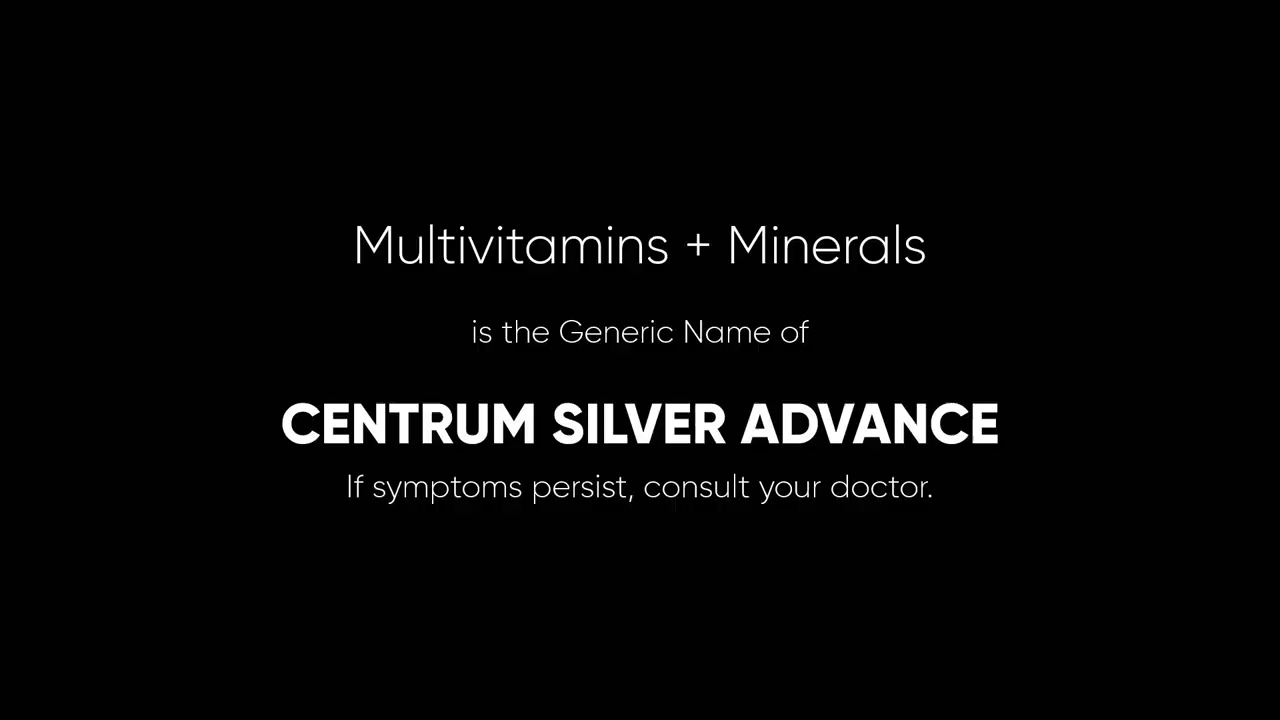 Multivitamins + Minerals
is the Generic Name of
CENTRUM SILVER ADVANCE
If symptoms persist, consult your doctor.